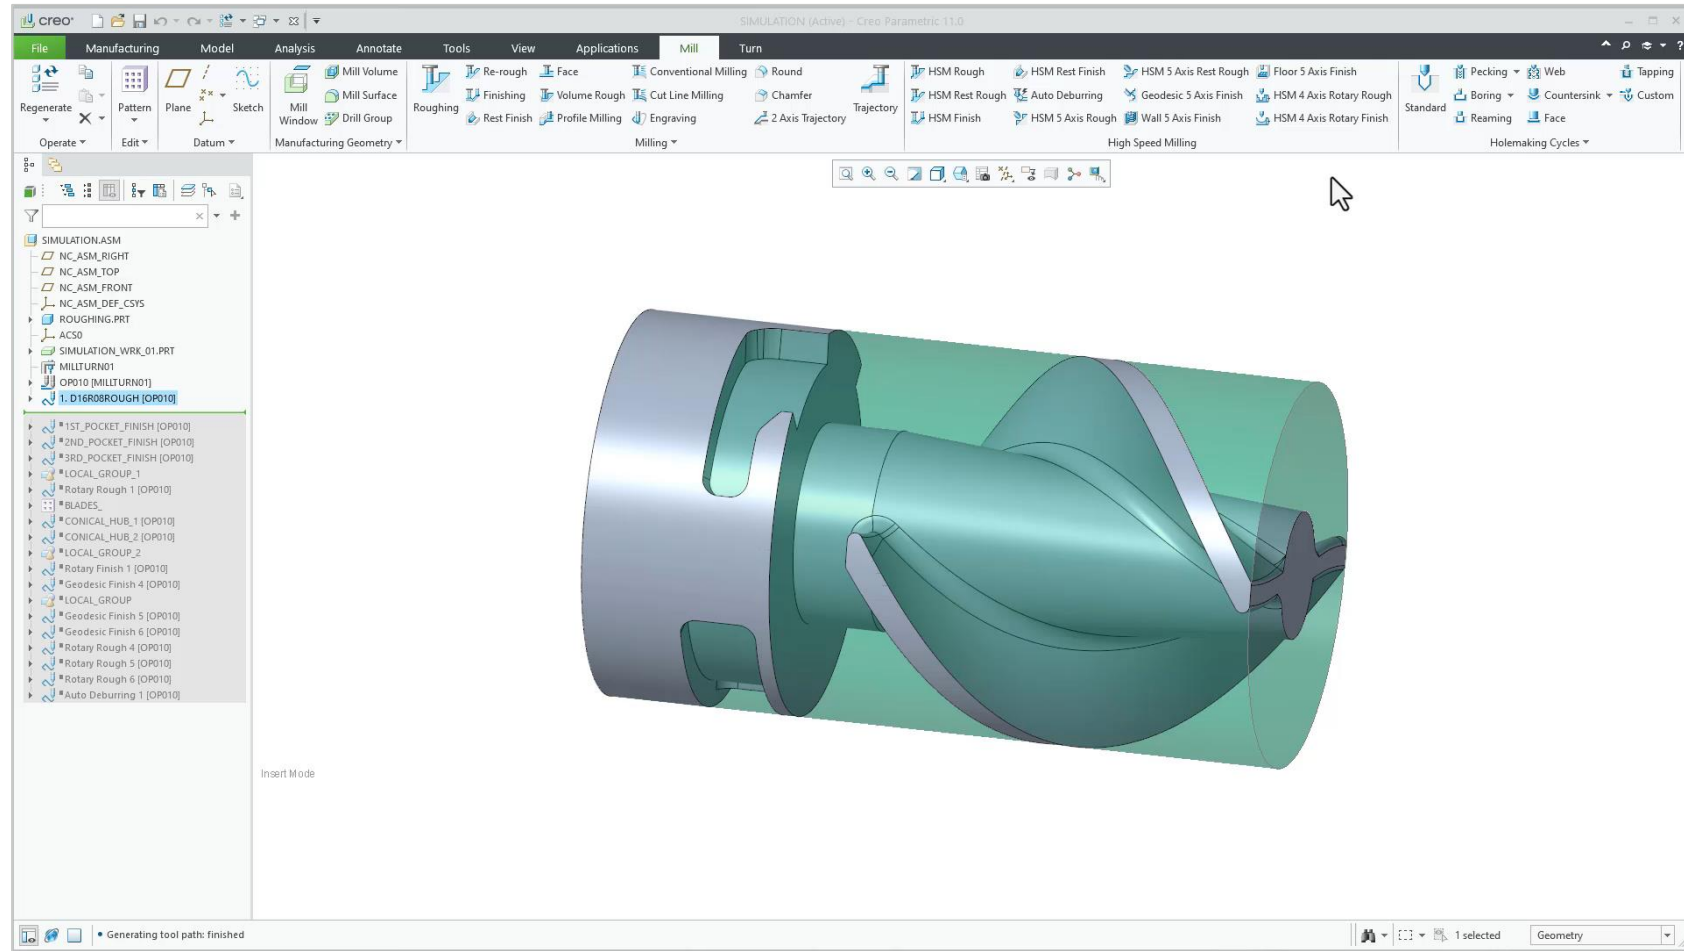 creo
SIMULATION (Active) - Creo Parametric 11.0
File Manufacturing Model Analysis Annotate Tools View Applications Mill Turn
Regenerate
Operate
Pattern
Edit
Plane
Sketch
Datum
Mill Window
Mill Volume
Mill Surface
Drill Group
Manufacturing Geometry
Roughing
Re-rough Face Conventional Milling Round
Finishing Volume Rough Cut Line Milling Chamfer
Rest Finish Profile Milling Engraving 2 Axis Trajectory
Trajectory
Milling
HSM Rough HSM Rest Finish HSM 5 Axis Rest Rough Floor 5 Axis Finish
HSM Rest Rough Auto Deburring Geodesic 5 Axis Finish HSM 4 Axis Rotary Rough
HSM Finish HSM 5 Axis Rough Wall 5 Axis Finish HSM 4 Axis Rotary Finish
High Speed Milling
Standard
Pecking Web Tapping
Boring Countersink Custom
Reaming Face
Holemaking Cycles
SIMULATION.ASM
NC_ASM_RIGHT
NC_ASM_TOP
NC_ASM_FRONT
NC_ASM_DEF_CSYS
ROUGHING.PRT
ACS0
SIMULATION_WRK_01.PRT
MILLTURN01
OP010 [MILLTURN01]
1. D16R08ROUGH [OP010]
1ST_POCKET_FINISH [OP010]
2ND_POCKET_FINISH [OP010]
3RD_POCKET_FINISH [OP010]
LOCAL_GROUP_1
Rotary Rough 1 [OP010]
BLADES_
CONICAL_HUB_1 [OP010]
CONICAL_HUB_2 [OP010]
LOCAL_GROUP_2
Rotary Finish 1 [OP010]
Geodesic Finish 4 [OP010]
LOCAL_GROUP
Geodesic Finish 5 [OP010]
Geodesic Finish 6 [OP010]
Rotary Rough 4 [OP010]
Rotary Rough 5 [OP010]
Rotary Rough 6 [OP010]
Auto Deburring 1 [OP010]
Insert Mode
• Generating tool path: finished
1 selected
Geometry